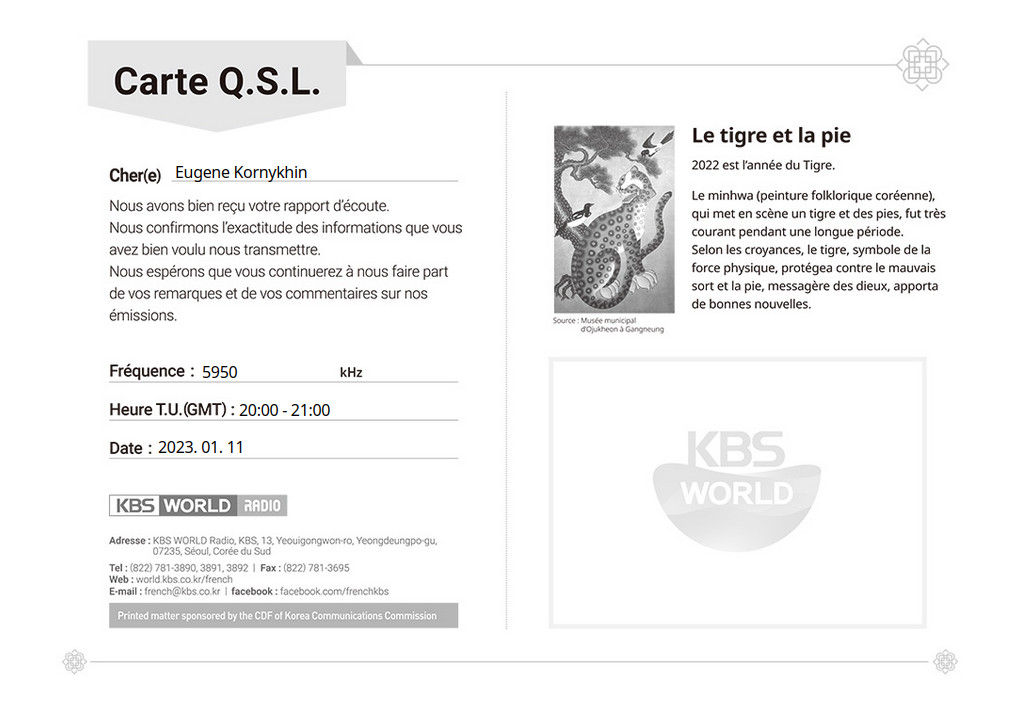 Carte Q.S.L.
Cher(e) Eugene Kornykhin
Nous avons bien reçu votre rapport d'écoute.
Nous confirmons l'exactitude des informations que vous
avez bien voulu nous transmettre.
Nous espérons que vous continuerez à nous faire part
de vos remarques et de vos commentaires sur nos
émissions.
Fréquence : 5950 kHz
Heure T.U.(GMT) : 20:00 - 21:00
Date : 2023. 01. 11
KBS WORLD RADIO
Adresse : KBS WORLD Radio, KBS, 13, Yeouigongwon-ro, Yeongdeungpo-gu,
07235, Séoul, Corée du Sud
Tel : (822) 781-3890, 3891, 3892 | Fax : (822) 781-3695
Web : world.kbs.co.kr/french
E-mail : french@kbs.co.kr | facebook : facebook.com/frenchkbs
Printed matter sponsored by the CDF of Korea Communications Commission
Le tigre et la pie
2022 est l'année du Tigre.
Le minhwa (peinture folklorique coréenne),
qui met en scène un tigre et des pies, fut très
courant pendant une longue période.
Selon les croyances, le tigre, symbole de la
force physique, protégea contre le mauvais
sort et la pie, messagère des dieux, apporta
de bonnes nouvelles.
Source : Musée municipal
d'Ojukheon à Gangneung
KBS
WORLD